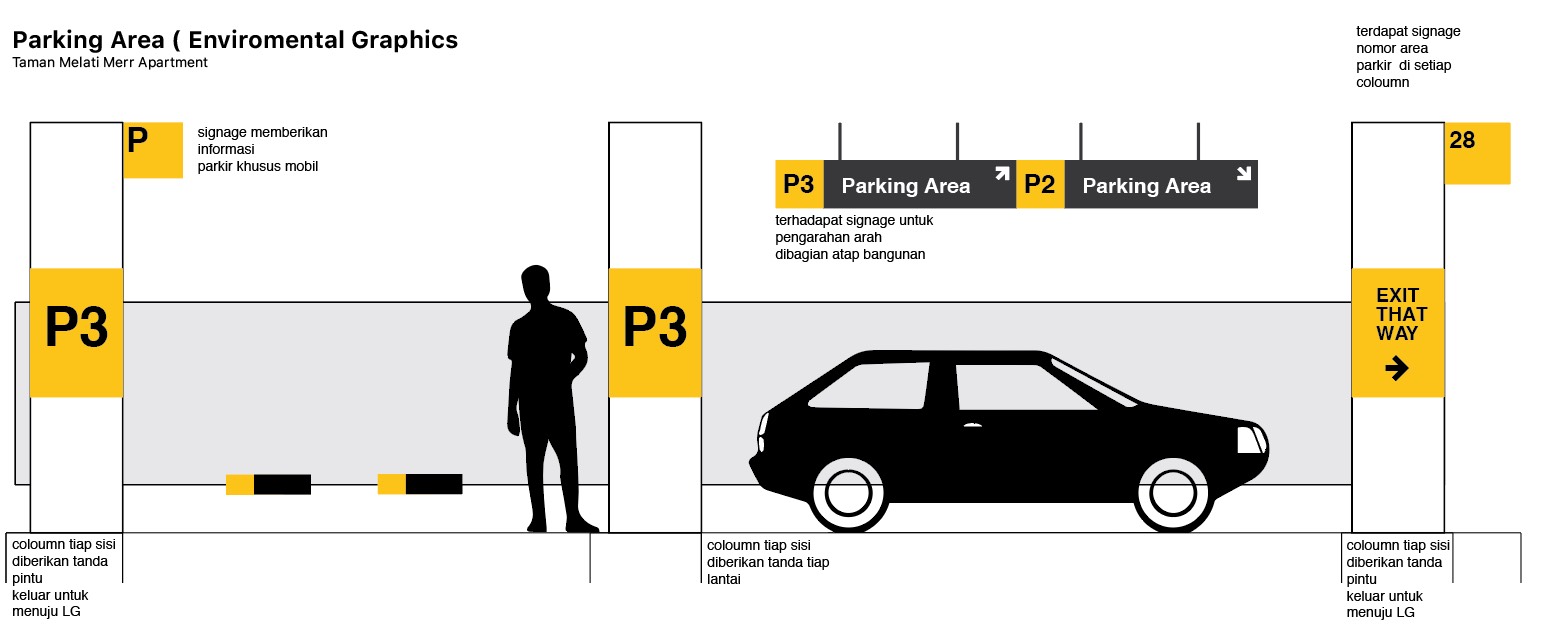 Parking Area ( Enviromental Graphics
Taman Melati Merr Apartment
terdapat signage
nomor area
parkir di setiap
coloumn
P
signage memberikan
informasi
parkir khusus mobil
28
P3 Parking Area P2 Parking Area
terhadapat signage untuk
pengarahan arah
dibagian atap bangunan
P3
P3
EXIT
THAT
WAY
coloumn tiap sisi
diberikan tanda
pintu
keluar untuk
menuju LG
coloumn tiap sisi
diberikan tanda tiap
lantai
coloumn tiap sisi
diberikan tanda
pintu
keluar untuk
menuju LG